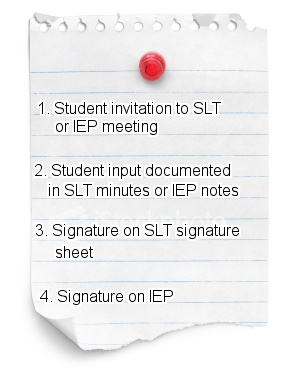 1. Student invitation to SLT
or IEP meeting
2. Student input documented
in SLT minutes or IEP notes
iStockphoto
3. Signature on SLT signature
sheet
4. Signature on IEP